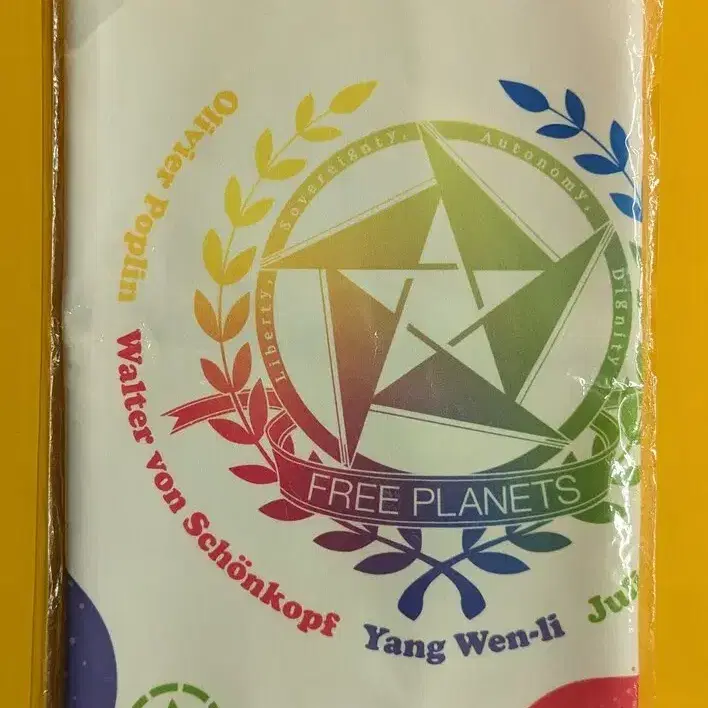 Olivier Poplin
Walter von Schönkopf
Yang Wen-li
Liberty, Sovereignty, Autonomy, Dignity
FREE PLANETS